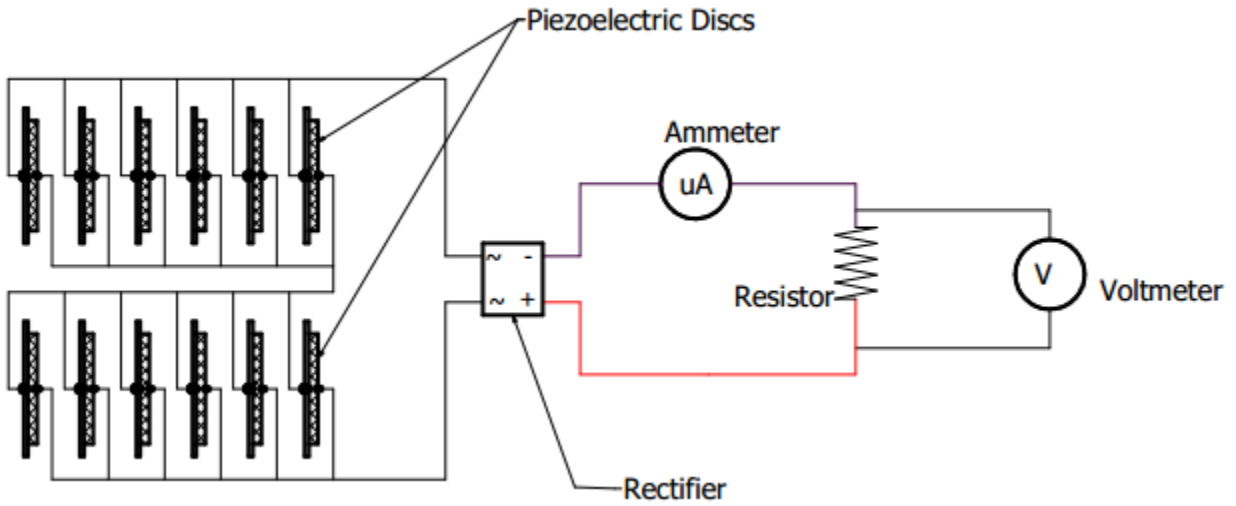 Piezoelectric Discs
Ammeter
uA
~ -
~ +
Resistor
V
Voltmeter
Rectifier